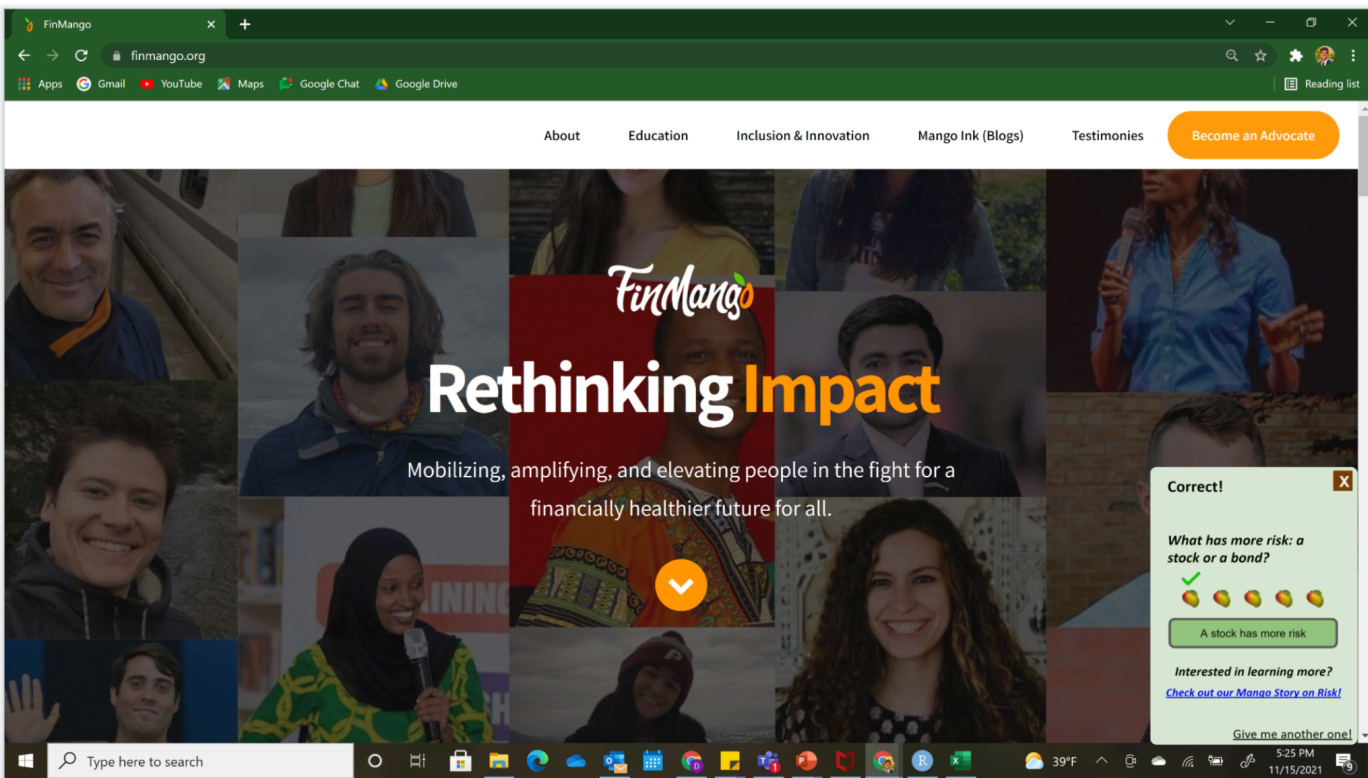 FinMango
finmango.org
Apps Gmail YouTube Maps Google Chat Google Drive
Reading list
About Education Inclusion & Innovation Mango Ink (Blogs) Testimonies Become an Advocate
FinMango
Rethinking Impact
Mobilizing, amplifying, and elevating people in the fight for a
financially healthier future for all.
Correct!
X
What has more risk: a
stock or a bond?
A stock has more risk
Interested in learning more?
Check out our Mango Story on Risk!
Give me another one!
Type here to search
39°F
5:25 PM
11/15/2021